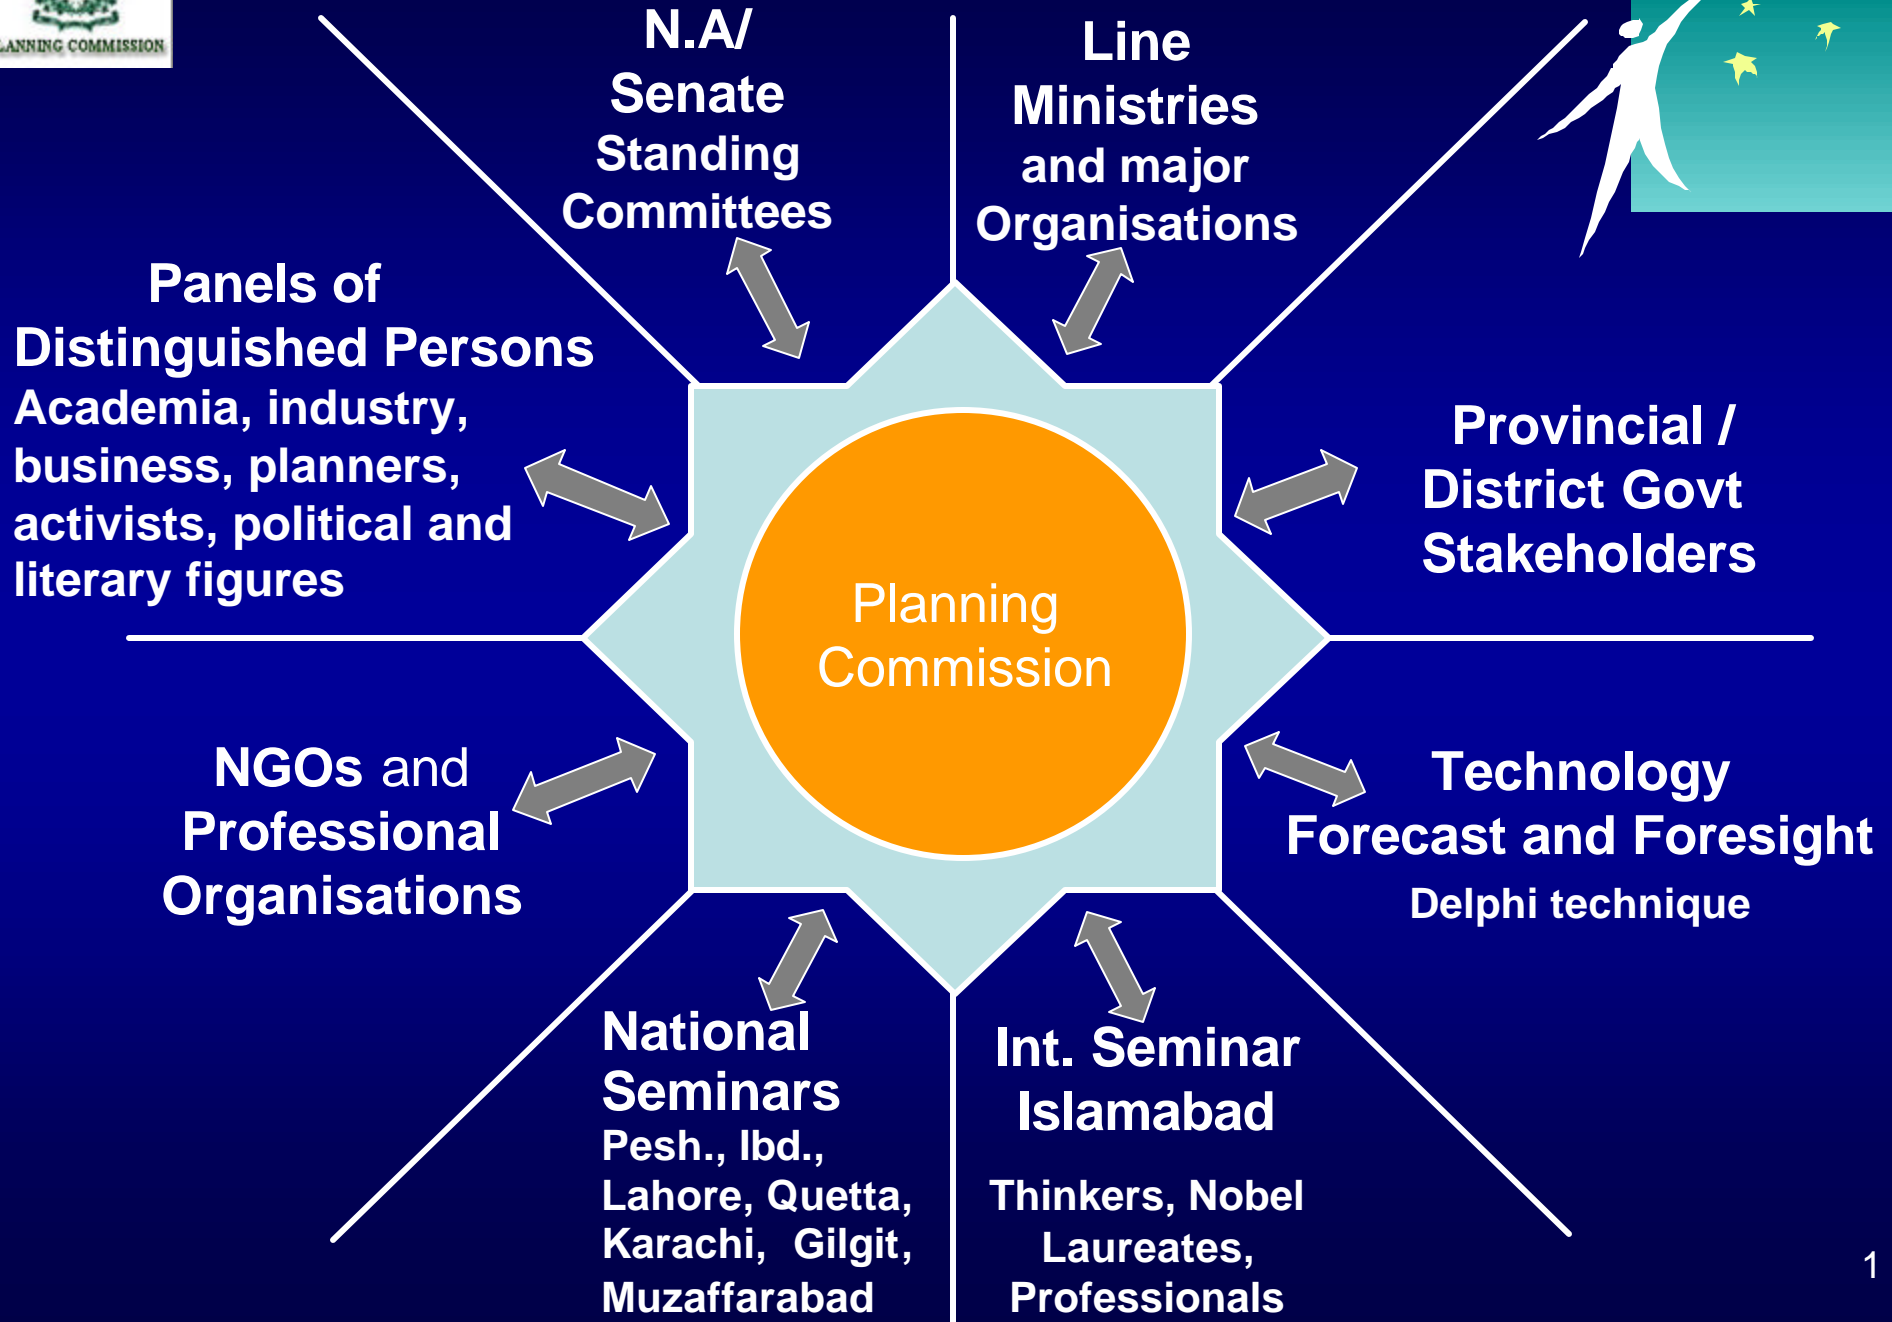 PLANNING COMMISSION
N.A/
Senate
Standing
Committees
Line
Ministries
and major
Organisations
Panels of
Distinguished Persons
Academia, industry,
business, planners,
activists, political and
literary figures
Provincial /
District Govt
Stakeholders
Planning
Commission
NGOs and
Professional
Organisations
Technology
Forecast and Foresight
Delphi technique
National
Seminars
Pesh., Ibd.,
Lahore, Quetta,
Karachi, Gilgit,
Muzaffarabad
Int. Seminar
Islamabad
Thinkers, Nobel
Laureates,
Professionals
1